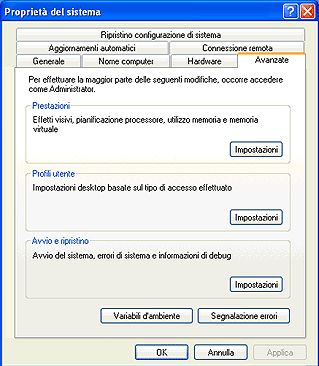 Proprietà del sistema
Ripristino configurazione di sistema
Aggiornamenti automatici
Connessione remota
Generale
Nome computer
Hardware
Avanzate
Per effettuare la maggior parte delle seguenti modifiche, occorre accedere
come Administrator.
Prestazioni
Effetti visivi, pianificazione processore, utilizzo memoria e memoria
virtuale
Impostazioni
Profili utente
Impostazioni desktop basate sul tipo di accesso effettuato
Impostazioni
Avvio e ripristino
Avvio del sistema, errori di sistema e informazioni di debug
Impostazioni
Variabili d'ambiente
Segnalazione errori
OK
Annulla
Applica